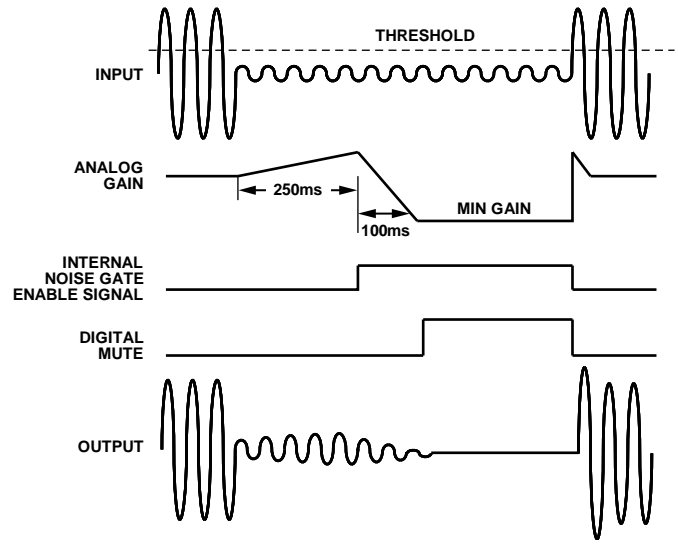 THRESHOLD
INPUT
ANALOG
GAIN
250ms
MIN GAIN
100ms
INTERNAL
NOISE GATE
ENABLE SIGNAL
DIGITAL
MUTE
OUTPUT